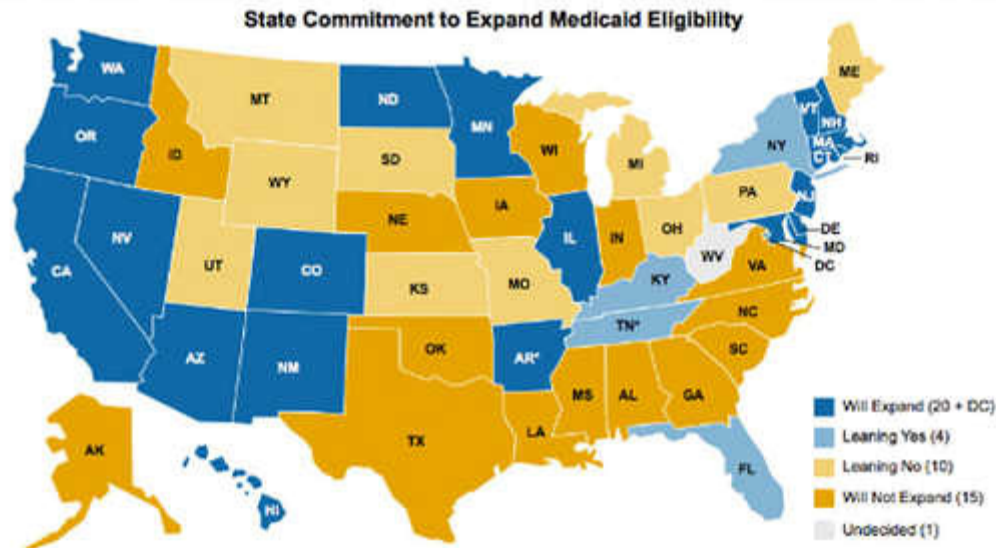 State Commitment to Expand Medicaid Eligibility
WA
MT
ND
MN
ME
VT
NH
OR
ID
SD
WI
MI
NY
MA
CT
RI
WY
NE
IA
PA
NJ
NV
UT
CO
IL
IN
OH
DE
MD
DC
CA
KS
MO
KY
WV
VA
AZ
NM
OK
AR*
TN*
NC
SC
MS
AL
GA
TX
LA
FL
AK
HI
Will Expand (20 + DC)
Leaning Yes (4)
Leaning No (10)
Will Not Expand (15)
Undecided (1)